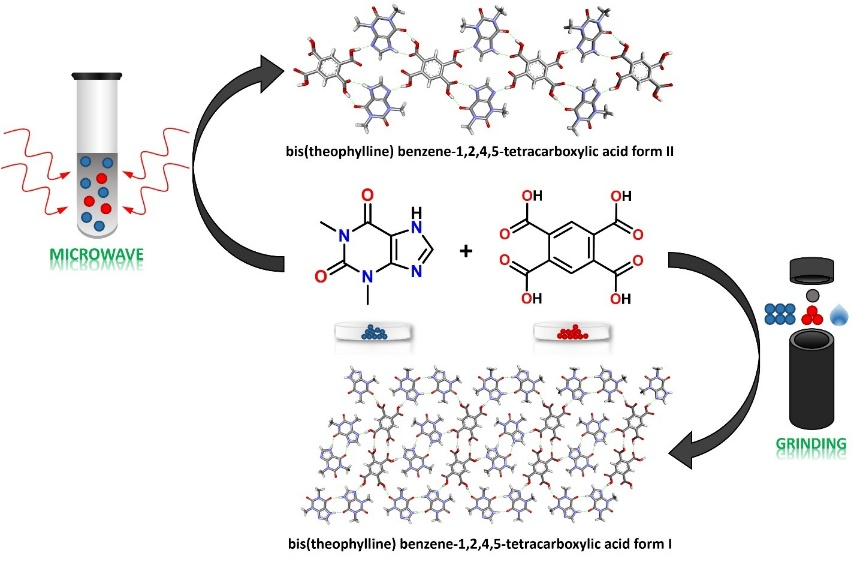 bis(theophylline) benzene-1,2,4,5-tetracarboxylic acid form II
MICROWAVE
O
H
N
N
O
N
N
+
OH
OH
O
O
O
O
OH
OH
GRINDING
bis(theophylline) benzene-1,2,4,5-tetracarboxylic acid form I